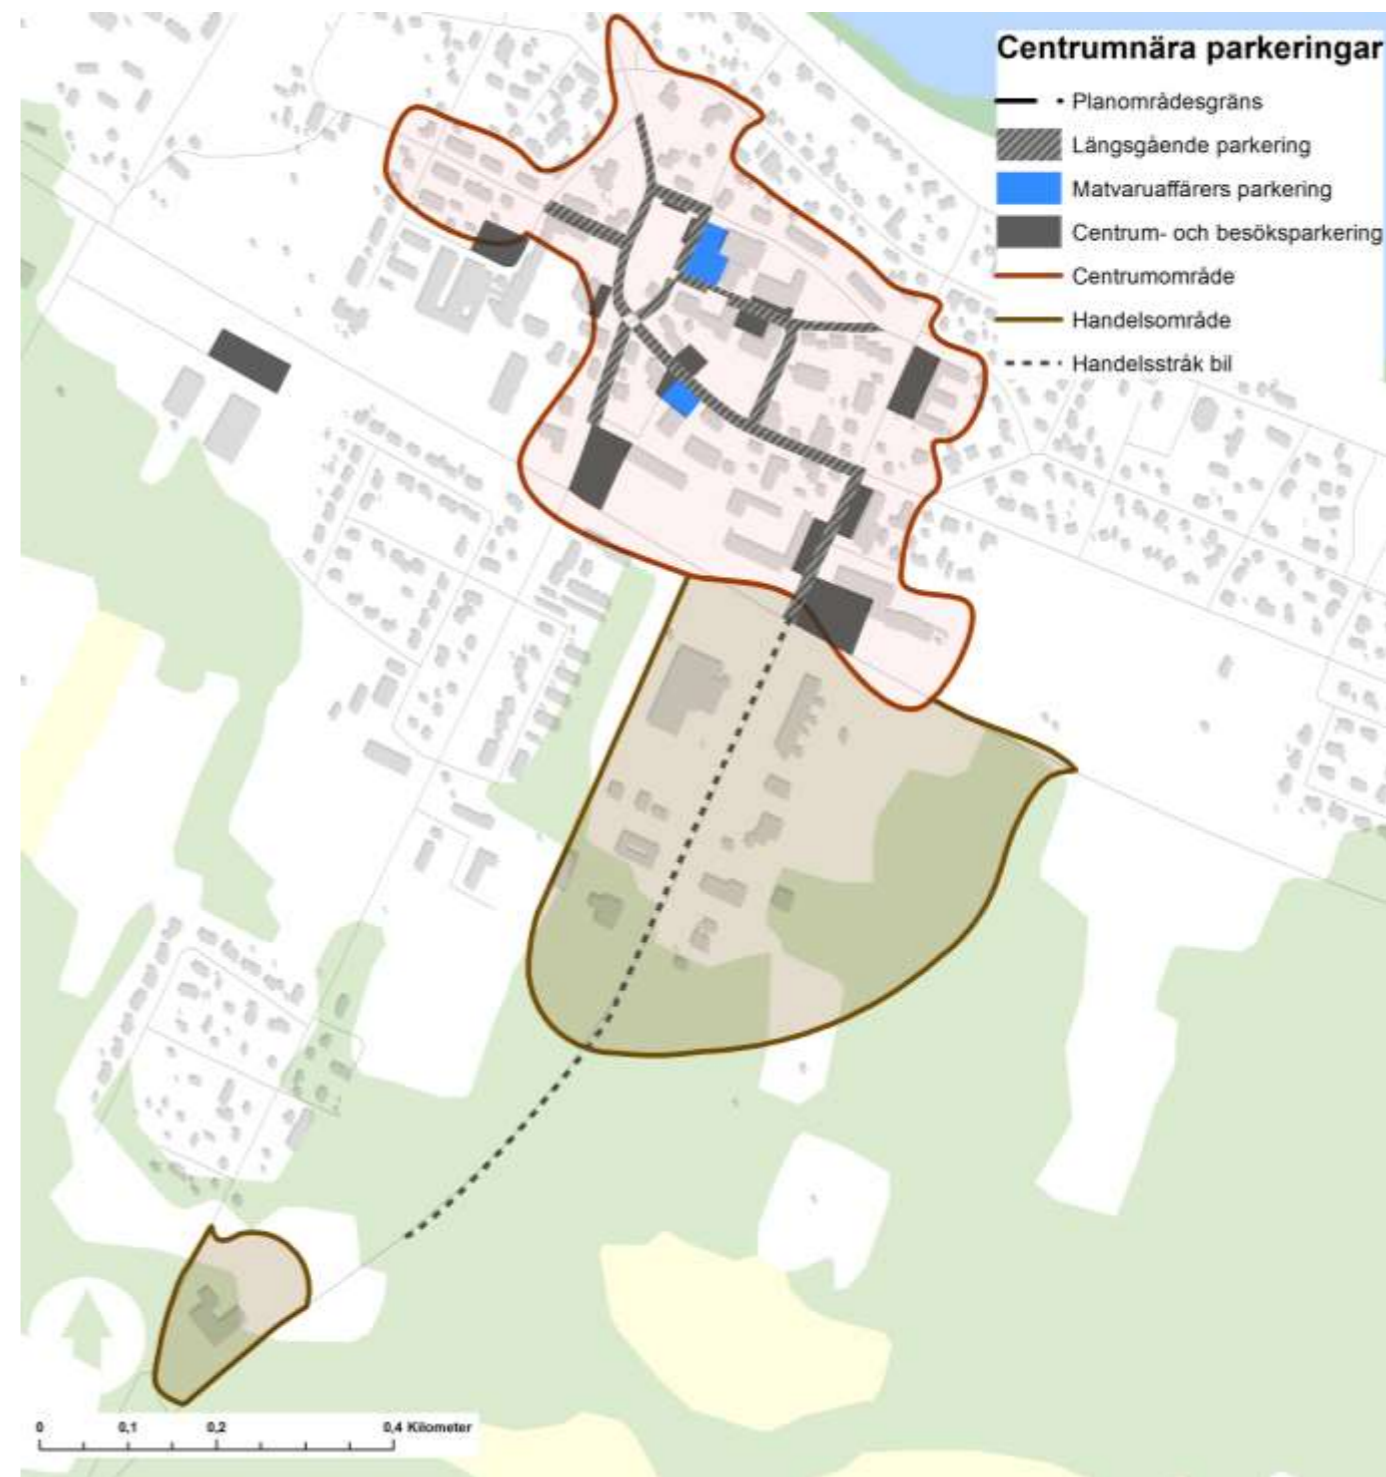 Centrumnära parkeringar
Planområdesgräns
Längsgående parkering
Matvaruaffärers parkering
Centrum- och besöksparkering
Centrumområde
Handelsområde
Handelsstråk bil
0 0,1 0,2 0,4 Kilometer